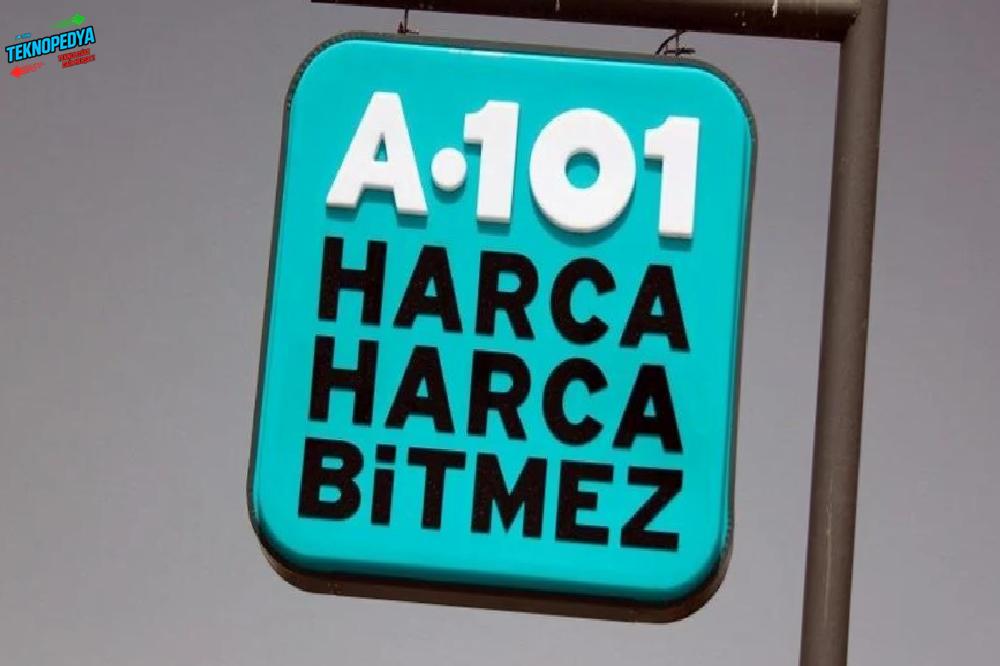 TEKNOPEDYA
A·101
HARCA
HARCA
BiTMEZ